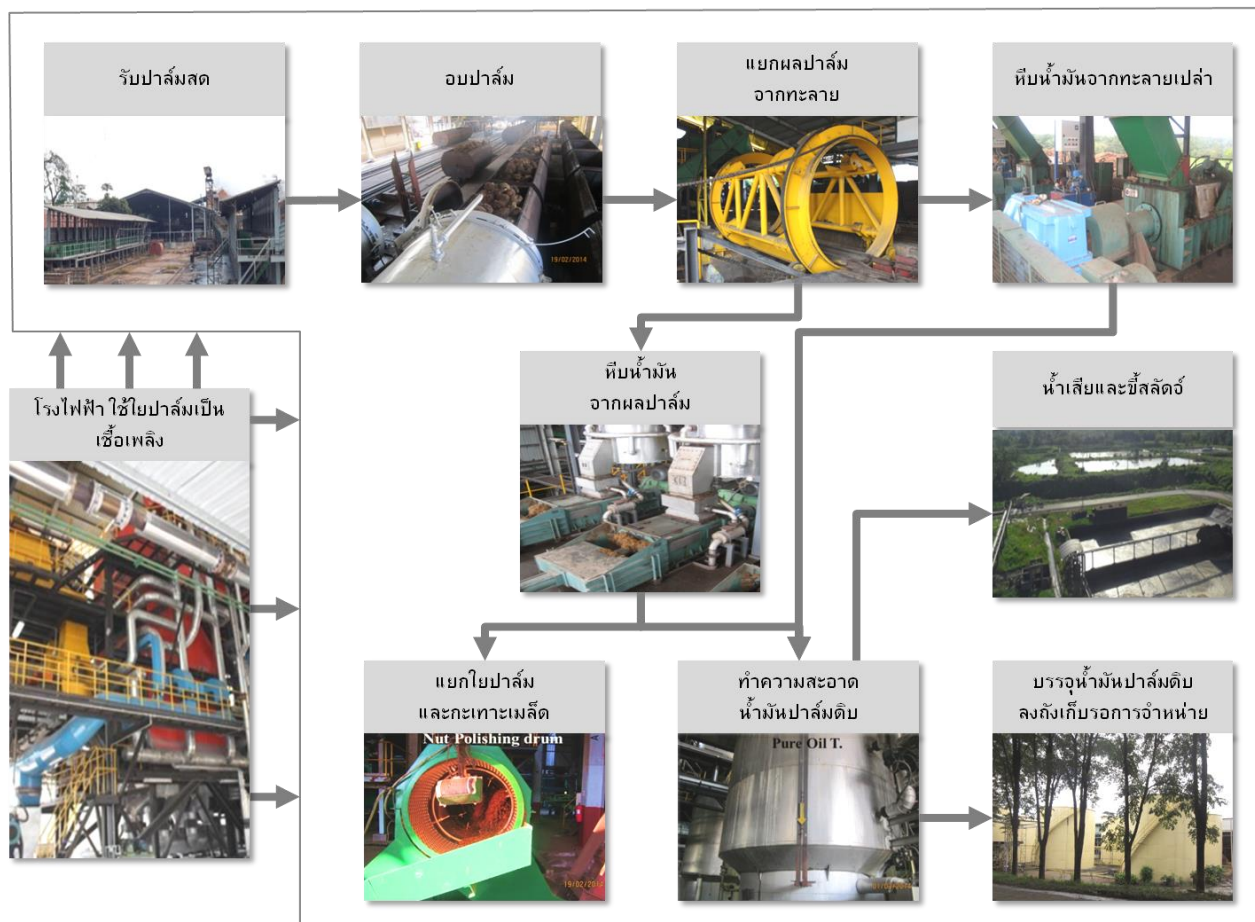 รับปาล์มสด
อบปาล์ม
แยกผลปาล์ม
จากทะลาย
หีบน้ำมันจากทะลายเปล่า
19/02/2014
โรงไฟฟ้า ใช้ใยปาล์มเป็น
เชื้อเพลิง
หีบน้ำมัน
จากผลปาล์ม
น้ำเสียและขี้สลัดจ์
แยกใยปาล์ม
และกะเทาะเมล็ด
Nut Polishing drum
ทำความสะอาด
น้ำมันปาล์มดิบ
Pure Oil T.
บรรจุน้ำมันปาล์มดิบ
ลงถังเก็บรอการจำหน่าย